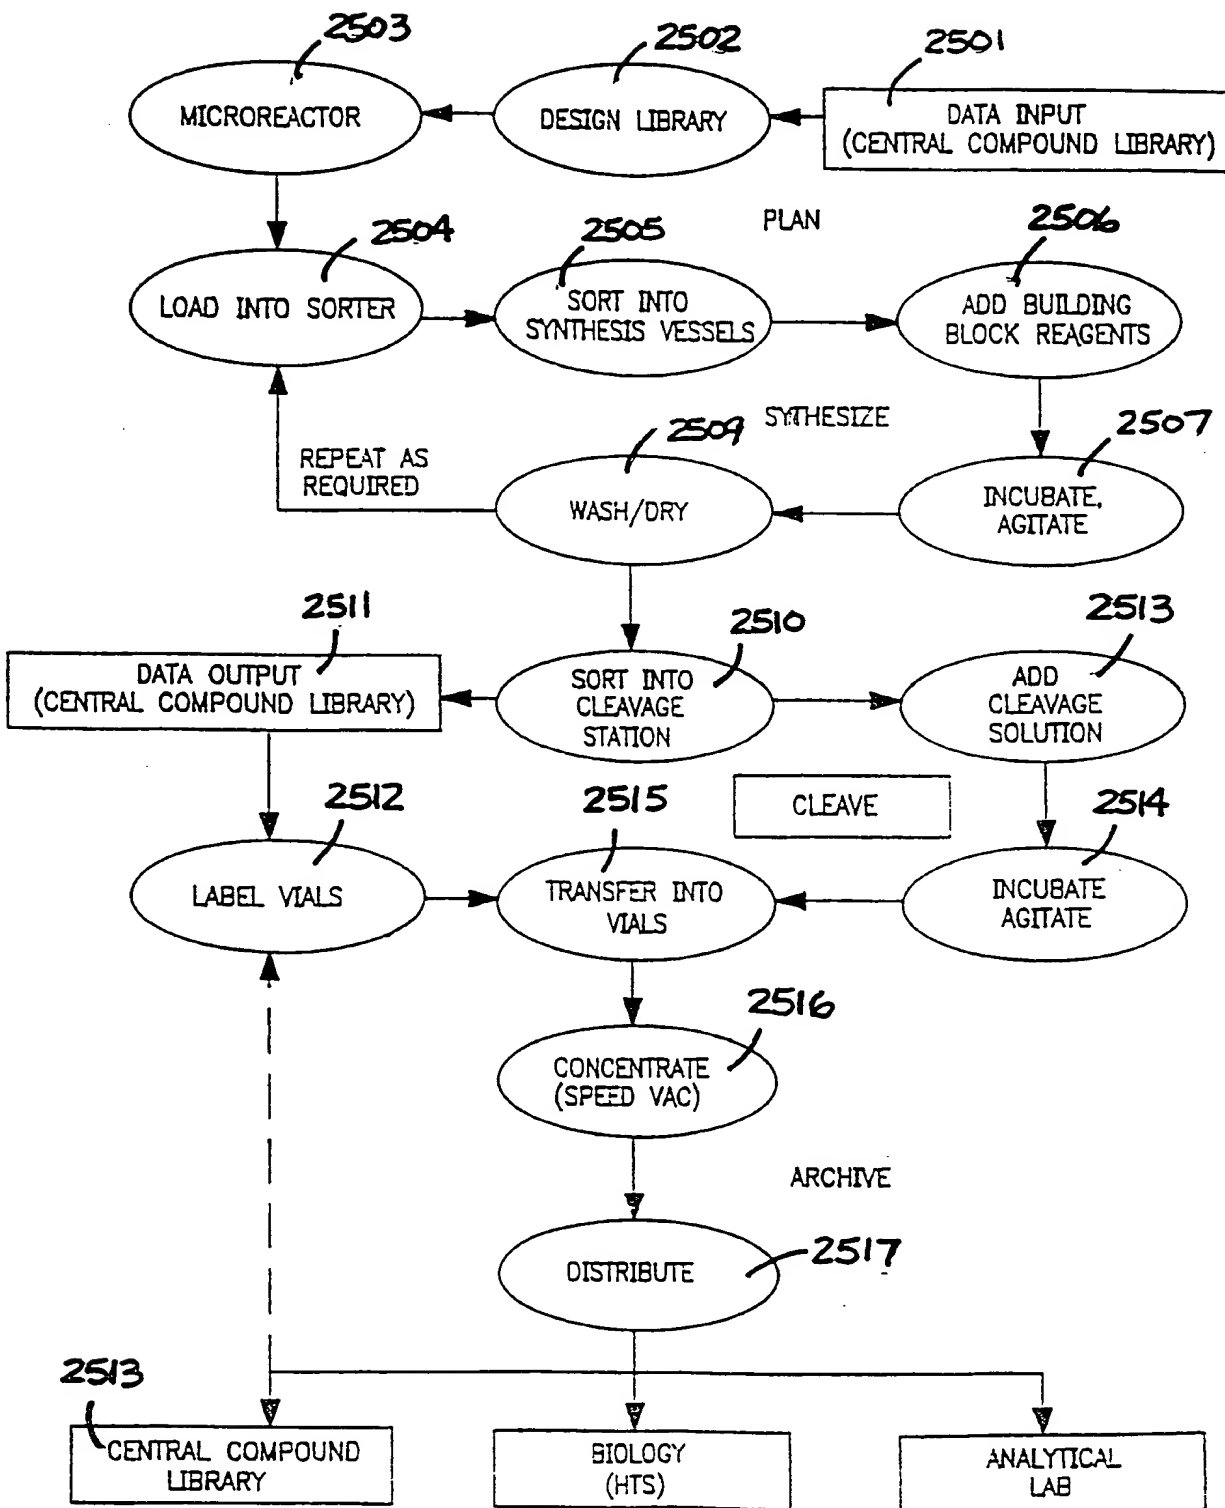 2503
2502
2501
MICROREACTOR
DESIGN LIBRARY
DATA INPUT
(CENTRAL COMPOUND LIBRARY)
PLAN
2504
2505
2506
LOAD INTO SORTER
SORT INTO
SYNTHESIS VESSELS
ADD BUILDING
BLOCK REAGENTS
SYTHESIZE
2509
2507
REPEAT AS
REQUIRED
WASH/DRY
INCUBATE,
AGITATE
2511
2510
2513
DATA OUTPUT
(CENTRAL COMPOUND LIBRARY)
SORT INTO
CLEAVAGE
STATION
ADD
CLEAVAGE
SOLUTION
CLEAVE
2512
2515
2514
LABEL VIALS
TRANSFER INTO
VIALS
INCUBATE
AGITATE
2516
CONCENTRATE
(SPEED VAC)
ARCHIVE
2517
DISTRIBUTE
2513
CENTRAL COMPOUND
LIBRARY
BIOLOGY
(HTS)
ANALYTICAL
LAB